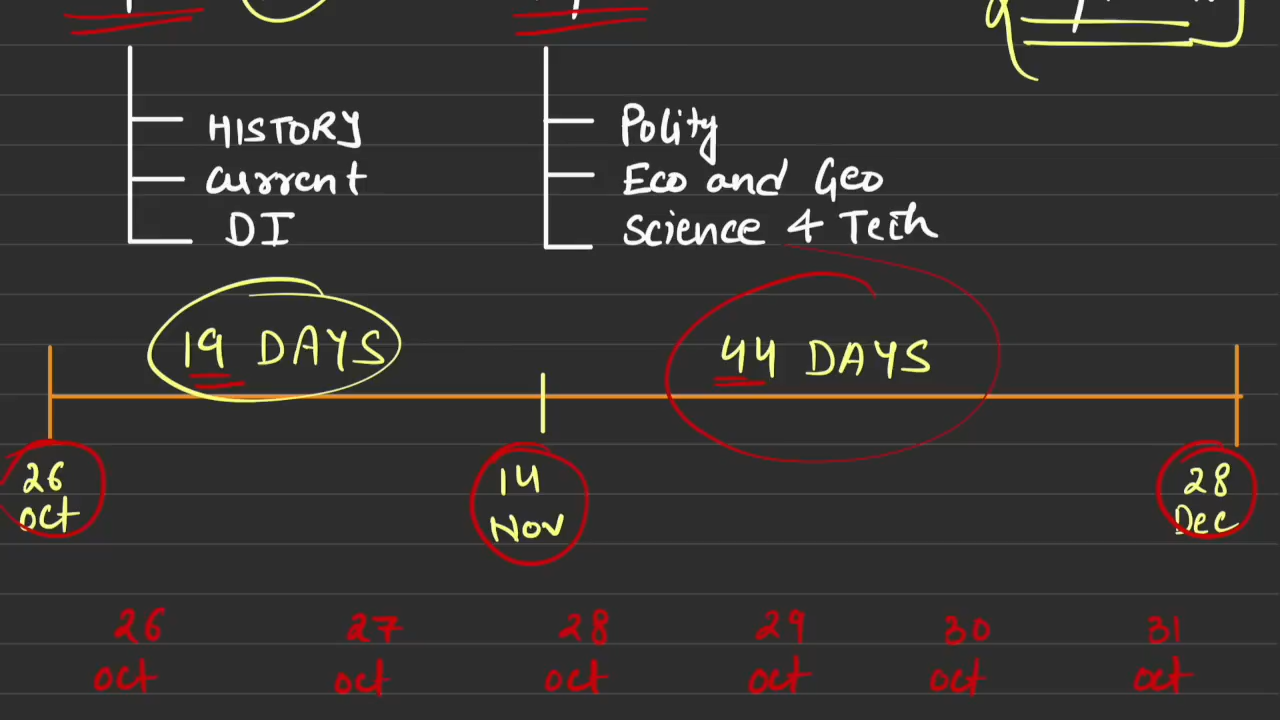 HISTORY
Current
DI
Polity
Eco and Geo
Science & Tech
19 DAYS
44 DAYS
26 oct
14 Nov
28 Dec
26 oct
27 oct
28 oct
29 oct
30 oct
31 oct